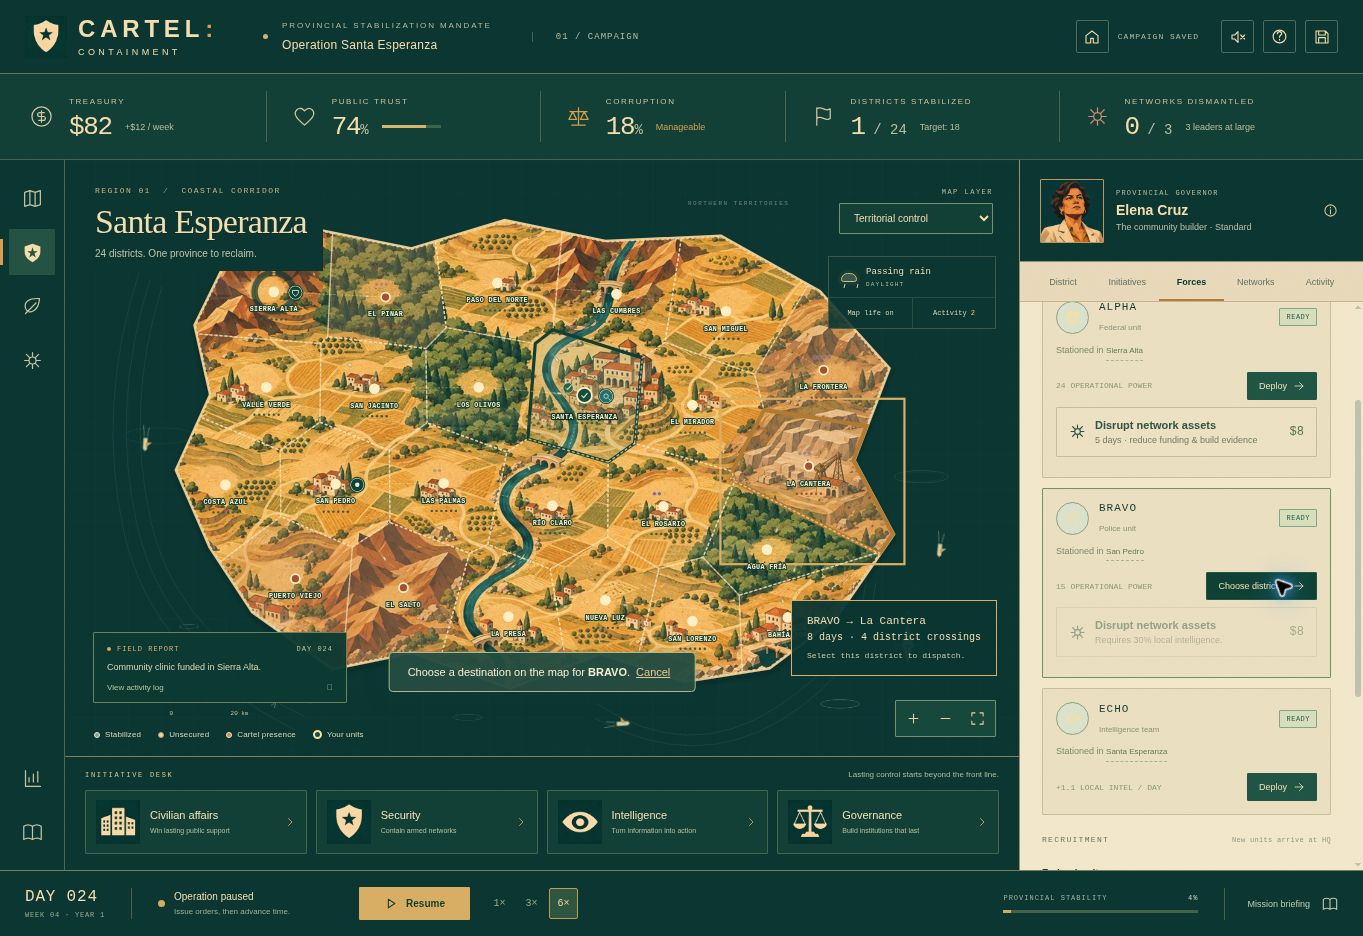 CARTEL:
CONTAINMENT
PROVINCIAL STABILIZATION MANDATE
Operation Santa Esperanza
01 / CAMPAIGN
CAMPAIGN SAVED
TREASURY
$82 +$12 / week
PUBLIC TRUST
74%
CORRUPTION
18% Manageable
DISTRICTS STABILIZED
1 / 24 Target: 18
NETWORKS DISMANTLED
0 / 3 3 leaders at large
REGION 01 / COASTAL CORRIDOR
Santa Esperanza
24 districts. One province to reclaim.
NORTHERN TERRITORIES
MAP LAYER
Territorial control
Passing rain
DAYLIGHT
Map life on
Activity 2
SIERRA ALTA
EL PINAR
PASO DEL NORTE
LAS CUMBRES
SAN MIGUEL
LA FRONTERA
VALLE VERDE
SAN JACINTO
LOS OLIVOS
SANTA ESPERANZA
EL MIRADOR
LA CANTERA
COSTA AZUL
SAN PEDRO
LAS PALMAS
RÍO CLARO
EL ROSARIO
AGUA FRÍA
PUERTO VIEJO
EL SALTO
NUEVA LUZ
LA PRESA
SAN LORENZO
BAHÍA
BRAVO → La Cantera
8 days · 4 district crossings
Select this district to dispatch.
FIELD REPORT
DAY 024
Community clinic funded in Sierra Alta.
View activity log
Choose a destination on the map for BRAVO. Cancel
0
20 km
Stabilized
Unsecured
Cartel presence
Your units
INITIATIVE DESK
Lasting control starts beyond the front line.
Civilian affairs
Win lasting public support
Security
Contain armed networks
Intelligence
Turn information into action
Governance
Build institutions that last
PROVINCIAL GOVERNOR
Elena Cruz
The community builder · Standard
District
Initiatives
Forces
Networks
Activity
ALPHA
Federal unit
READY
Stationed in Sierra Alta
24 OPERATIONAL POWER
Deploy →
Disrupt network assets
5 days · reduce funding & build evidence
$8
BRAVO
Police unit
READY
Stationed in San Pedro
15 OPERATIONAL POWER
Choose distric →
Disrupt network assets
Requires 30% local intelligence.
$8
ECHO
Intelligence team
READY
Stationed in Santa Esperanza
+1.1 LOCAL INTEL / DAY
Deploy →
RECRUITMENT
New units arrive at HQ
DAY 024
WEEK 04 · YEAR 1
Operation paused
Issue orders, then advance time.
Resume
1×
3×
6×
PROVINCIAL STABILITY
4%
Mission briefing